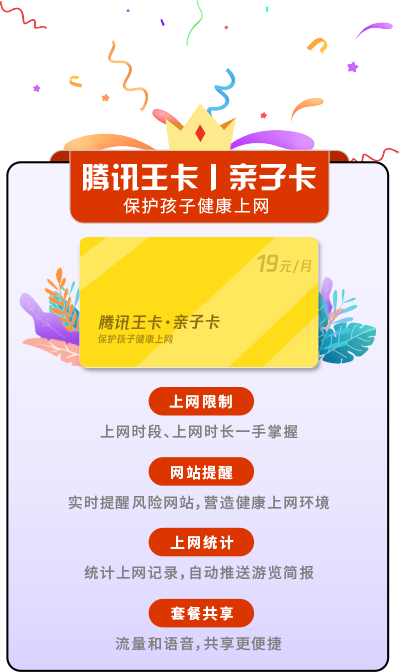 腾讯王卡丨亲子卡
保护孩子健康上网
19元/月
腾讯王卡·亲子卡
保护孩子健康上网
上网限制
上网时段、上网时长一手掌握
网站提醒
实时提醒风险网站,营造健康上网环境
上网统计
统计上网记录,自动推送游览简报
套餐共享
流量和语音,共享更便捷